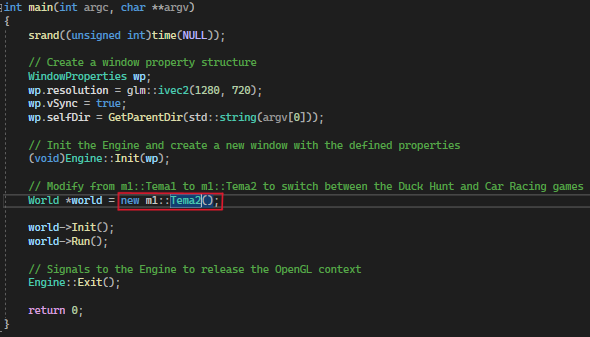 int main(int argc, char **argv)
{
srand((unsigned int)time(NULL));
// Create a window property structure
WindowProperties wp;
wp.resolution = glm::ivec2(1280, 720);
wp.vSync = true;
wp.selfDir = GetParentDir(std::string(argv[0]));
// Init the Engine and create a new window with the defined properties
(void)Engine::Init(wp);
// Modify from m1::Tema1 to m1::Tema2 to switch between the Duck Hunt and Car Racing games
World *world = new m1::Tema2();
world->Init();
world->Run();
// Signals to the Engine to release the OpenGL context
Engine::Exit();
return 0;
}